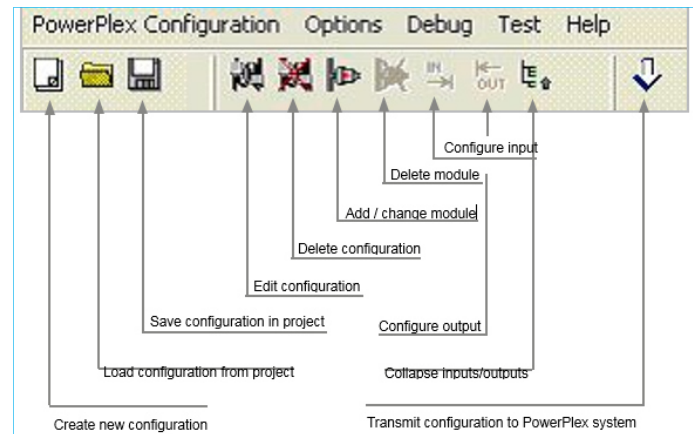 PowerPlex Configuration Options Debug Test Help
IN
OUT
Configure input
Delete module
Add / change module
Delete configuration
Edit configuration
Save configuration in project
Configure output
Load configuration from project
Collapse inputs/outputs
Create new configuration
Transmit configuration to PowerPlex system